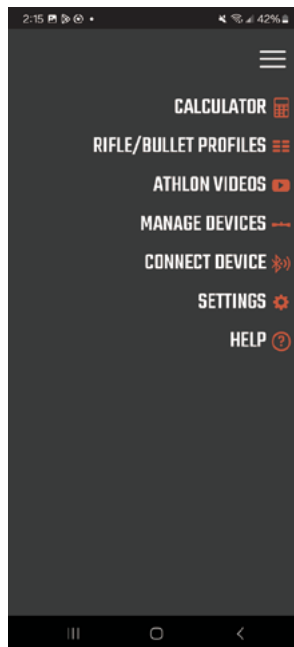 2:15 42%
CALCULATOR
RIFLE/BULLET PROFILES
ATHLON VIDEOS
MANAGE DEVICES
CONNECT DEVICE
SETTINGS
HELP ?